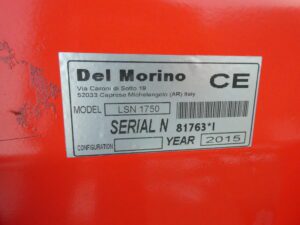 Del Morino CE
Via Caroni di Sotto 19
52033 Caprese Michelangelo (AR) Italy
MODEL LSN 1750
SERIAL N 81763*I
CONFIGURATION YEAR 2015